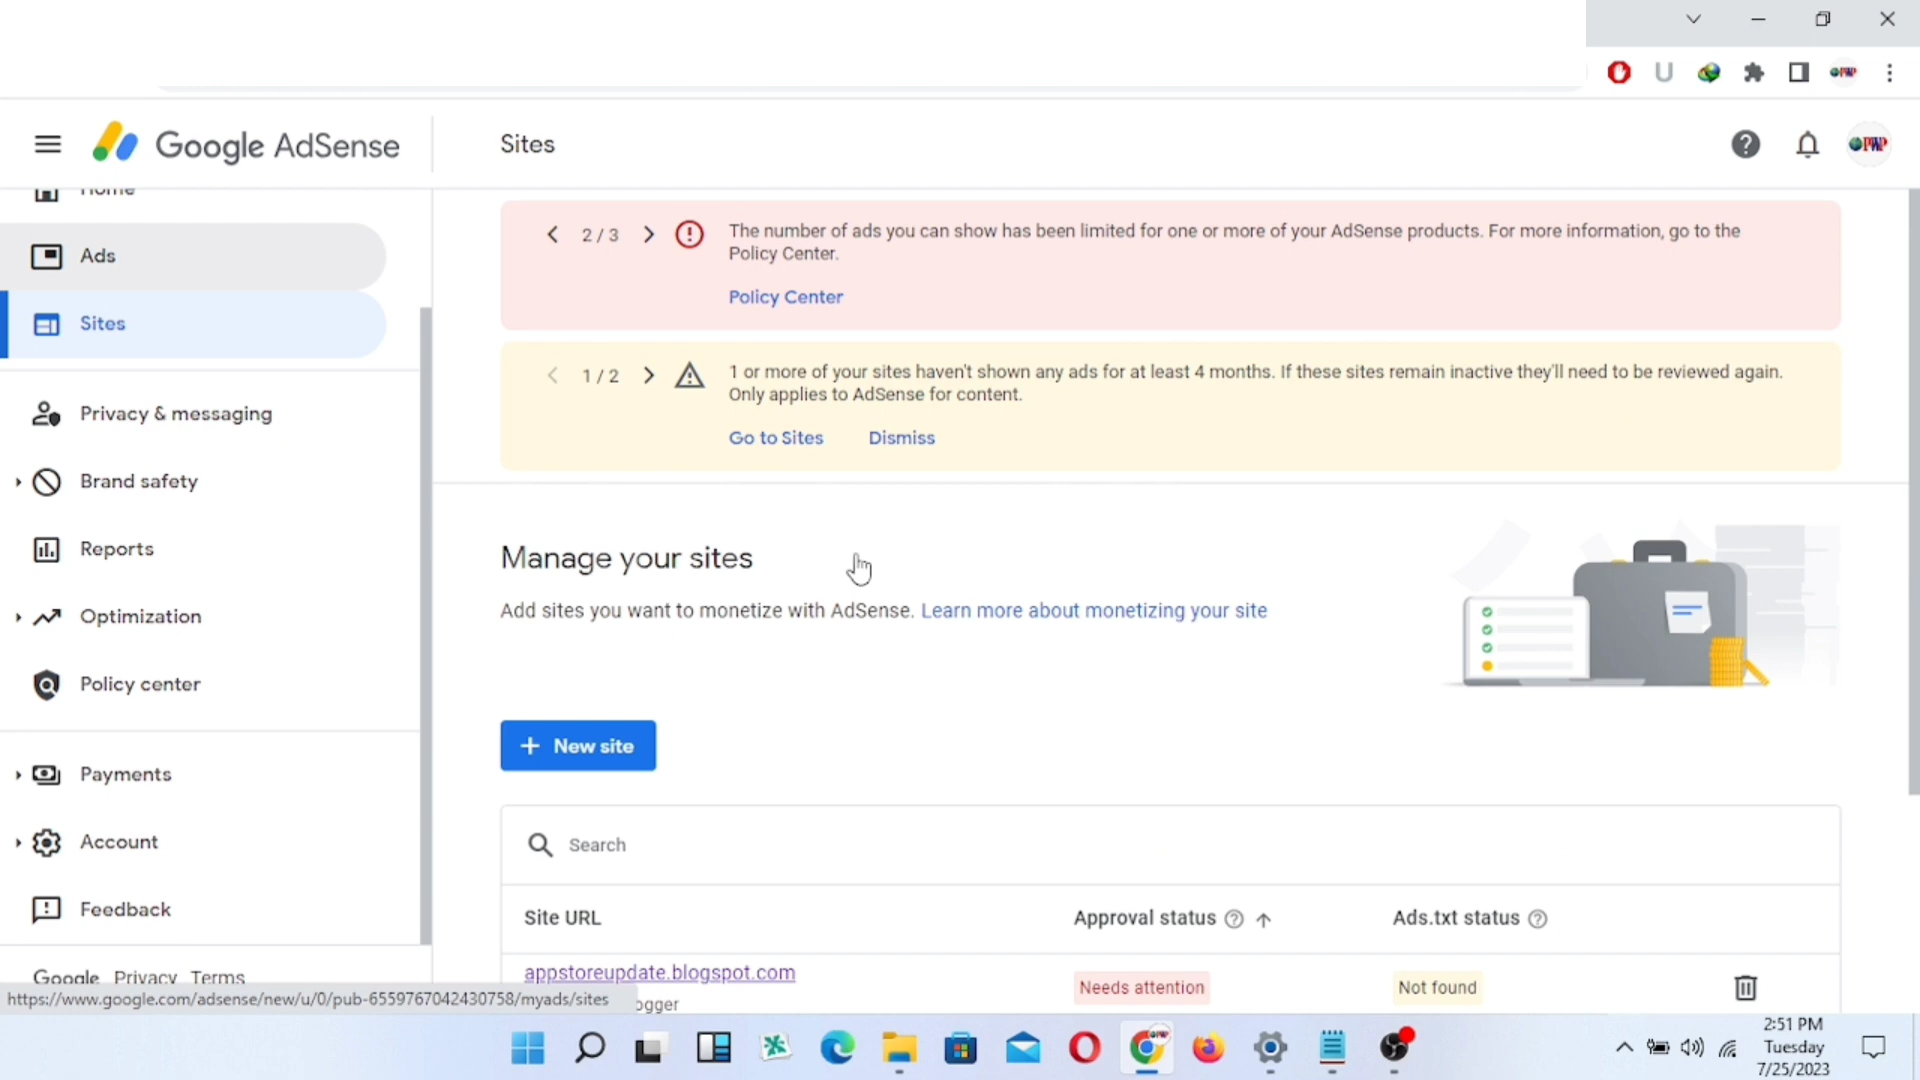 Google AdSense
Sites
PWP
Home
Ads
Sites
Privacy & messaging
Brand safety
Reports
Optimization
Policy center
Payments
Account
Feedback
Google Privacy Terms
https://www.google.com/adsense/new/u/0/pub-6559767042430758/myads/sites
2 / 3
The number of ads you can show has been limited for one or more of your AdSense products. For more information, go to the
Policy Center.
Policy Center
1 / 2
1 or more of your sites haven't shown any ads for at least 4 months. If these sites remain inactive they'll need to be reviewed again.
Only applies to AdSense for content.
Go to Sites Dismiss
Manage your sites
Add sites you want to monetize with AdSense. Learn more about monetizing your site
+ New site
Search
Site URL Approval status Ads.txt status
appstoreupdate.blogspot.com
ogger
Needs attention Not found
2:51 PM
Tuesday
7/25/2023